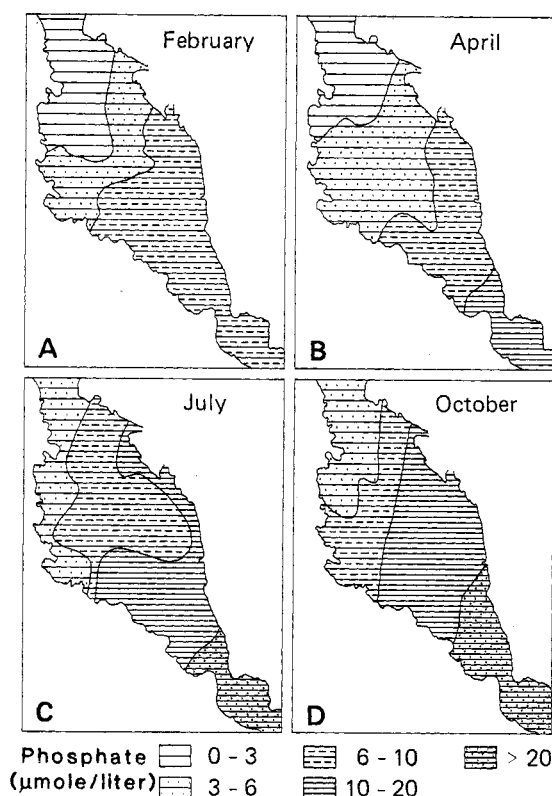 February
April
A
B
July
October
C
D
Phosphate
(μmole/liter)
0 - 3
3 - 6
6 - 10
10 - 20
> 20